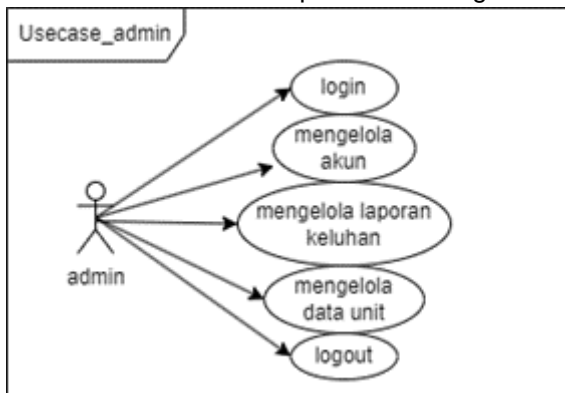 Usecase_admin
login
mengelola
akun
mengelola laporan
keluhan
admin
mengelola
data unit
logout